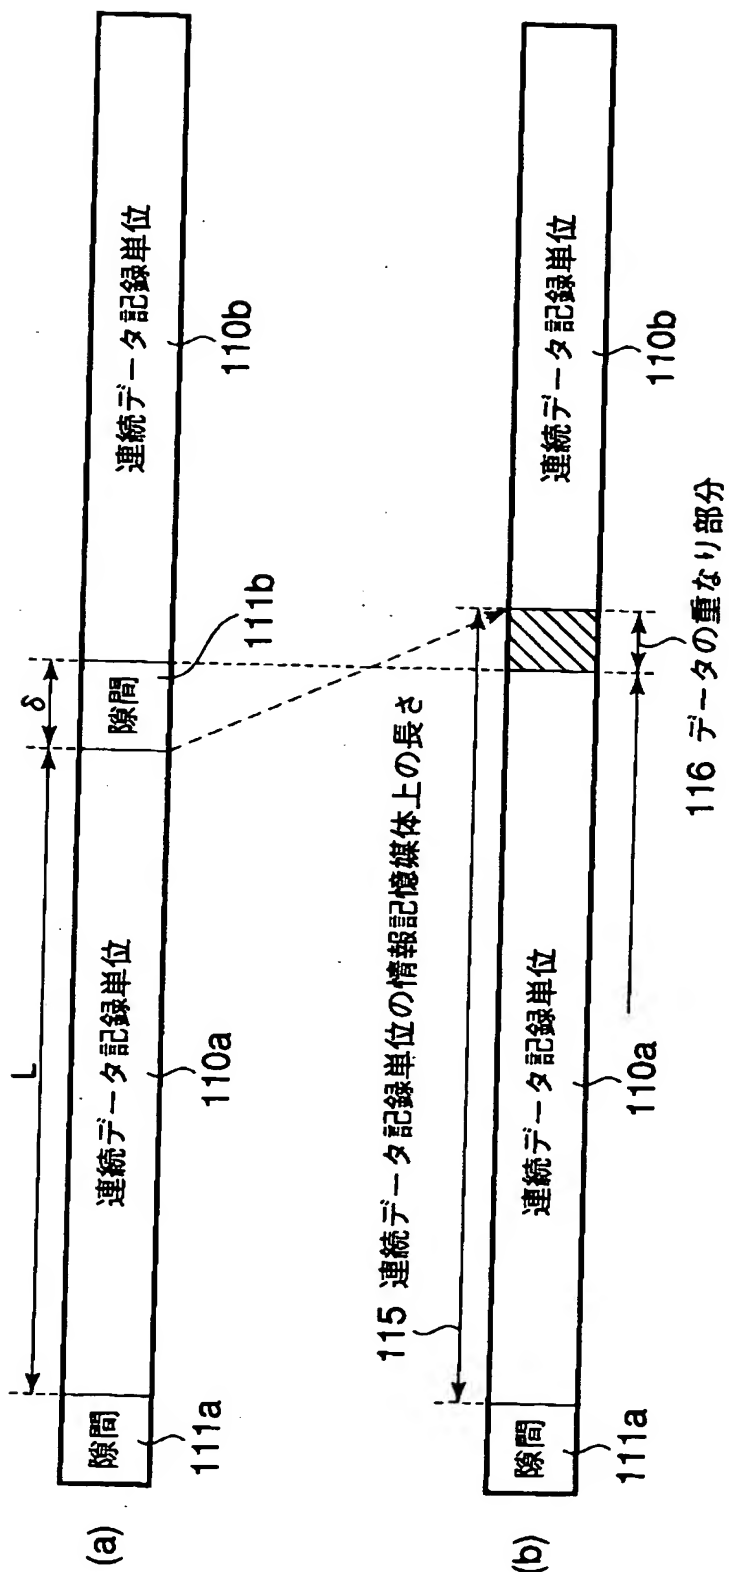 (a)
L
δ
隙間
連続データ記録単位
隙間
連続データ記録単位
111a
110a
111b
110b
(b)
115 連続データ記録単位の情報記憶媒体上の長さ
隙間
連続データ記録単位
連続データ記録単位
111a
110a
110b
116 データの重なり部分